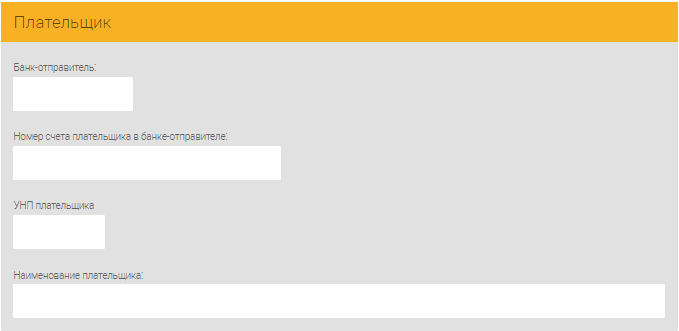 Плательщик
Банк-отправитель:
Номер счета плательщика в банке-отправителе:
УНП плательщика
Наименование плательщика: